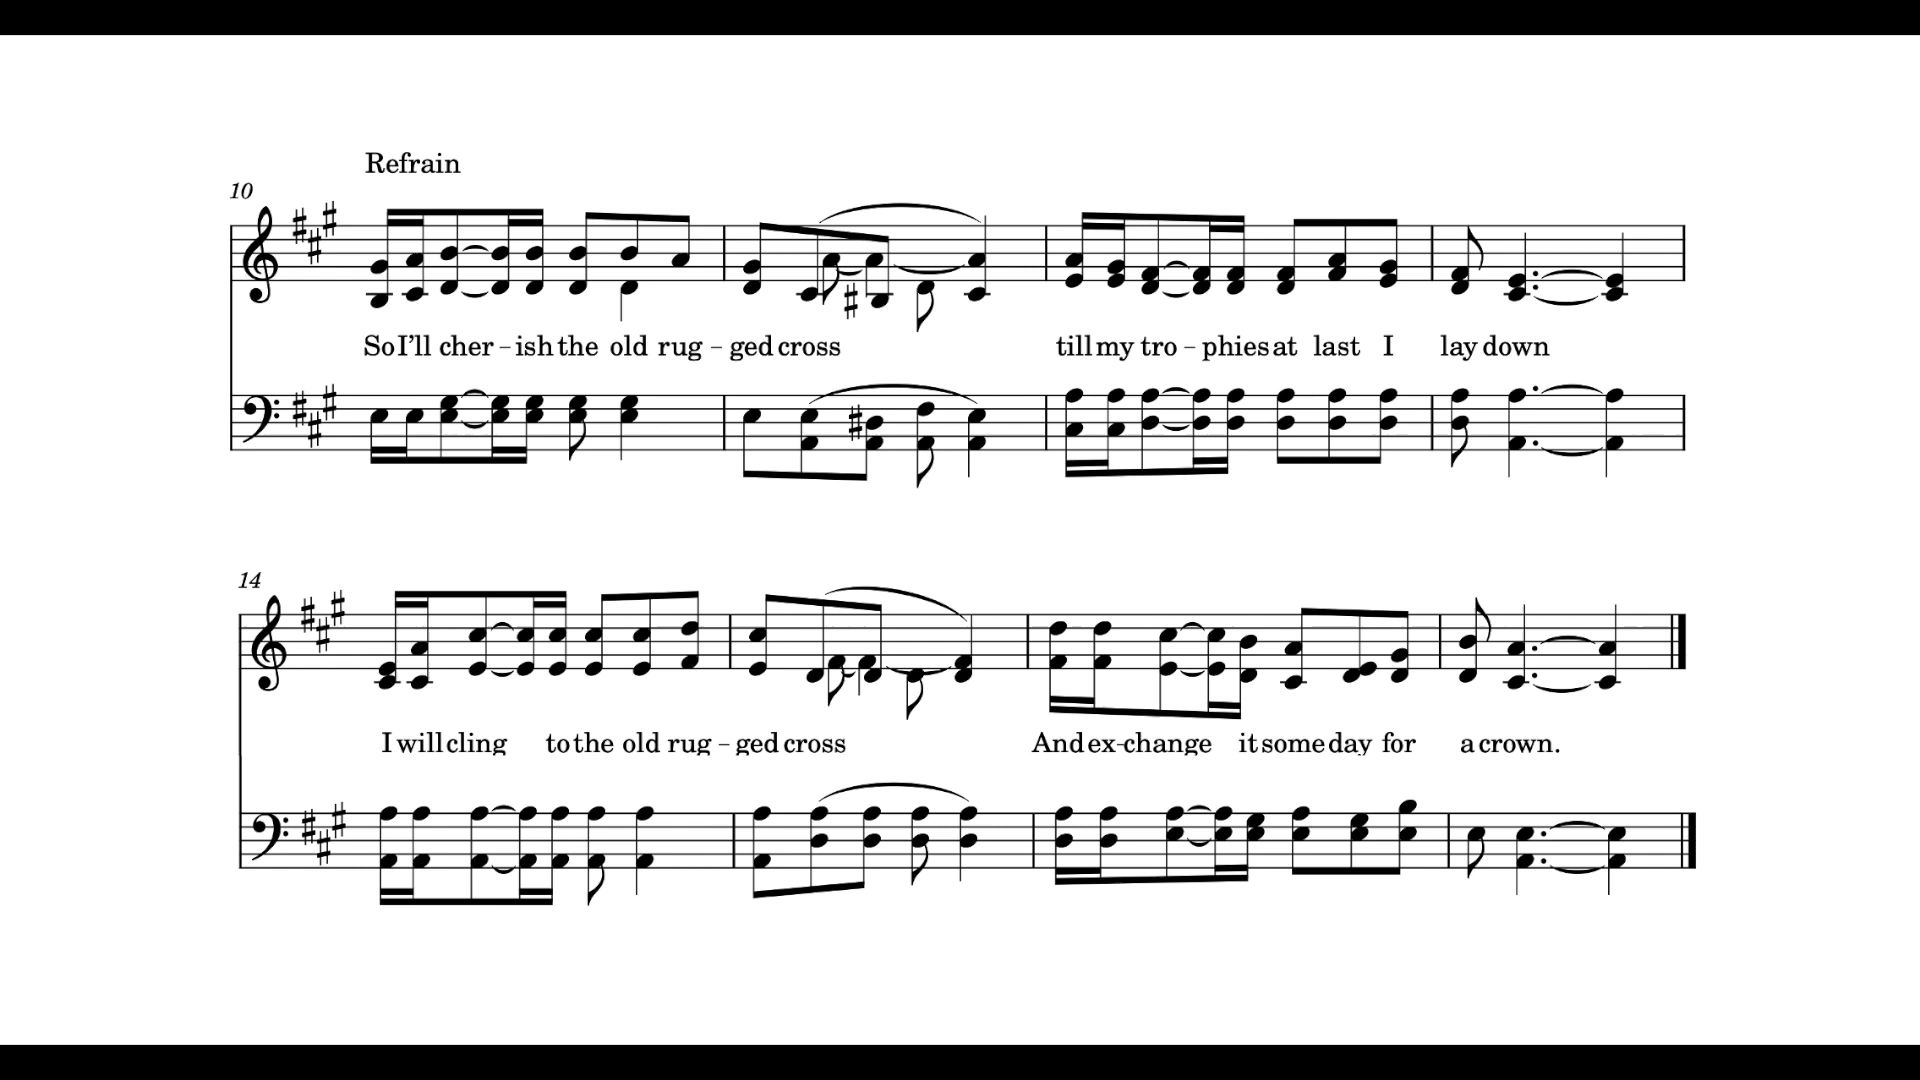 Refrain
10
So I’ll cher – ish the old rug – ged cross till my tro – phies at last I lay down
14
I will cling to the old rug – ged cross And ex-change it some day for a crown.